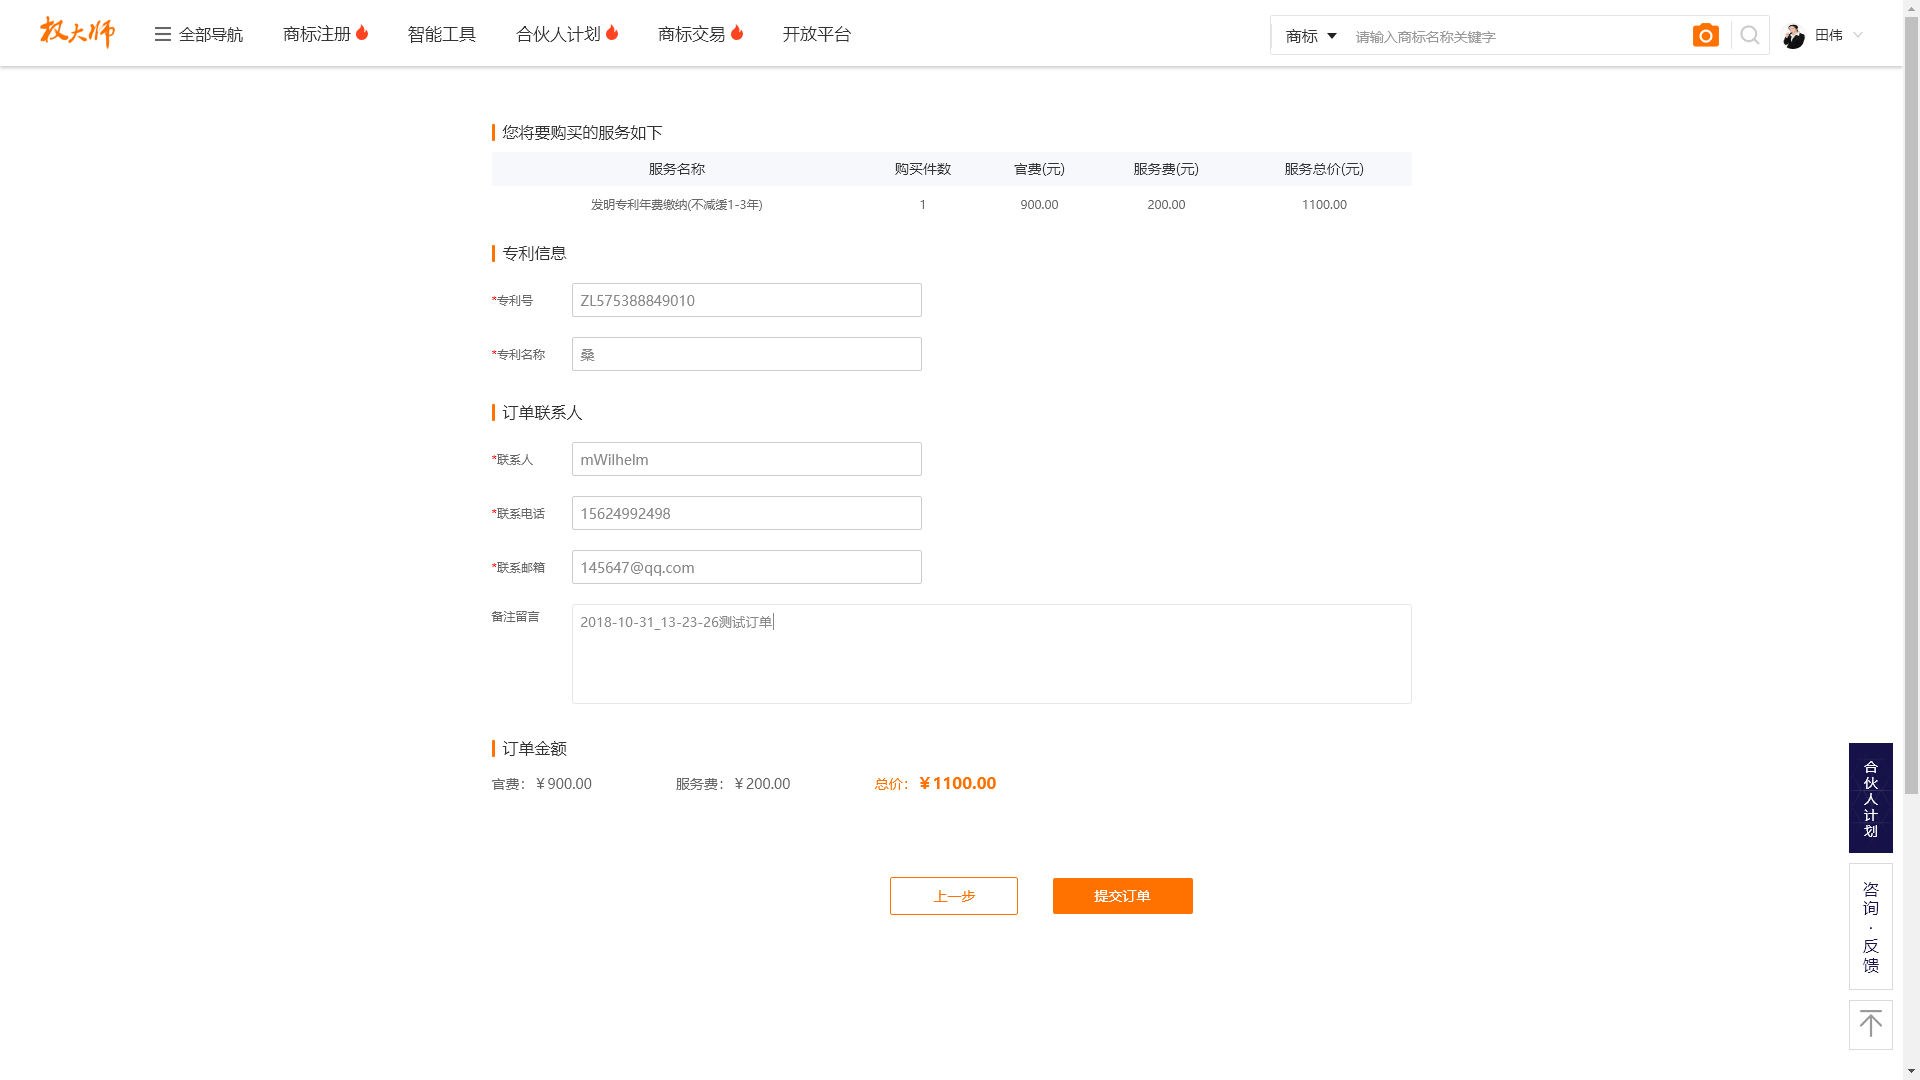 权大师
全部导航
商标注册
智能工具
合伙人计划
商标交易
开放平台
商标
请输入商标名称关键字
田伟
您将要购买的服务如下
服务名称 购买件数 官费(元) 服务费(元) 服务总价(元)
发明专利年费缴纳(不减缓1-3年) 1 900.00 200.00 1100.00
专利信息
*专利号 ZL575388849010
*专利名称 桑
订单联系人
*联系人 mWilhelm
*联系电话 15624992498
*联系邮箱 145647@qq.com
备注留言 2018-10-31_13-23-26测试订单
订单金额
官费：￥900.00 服务费：￥200.00 总价：￥1100.00
上一步 提交订单
合伙人计划
咨询·反馈